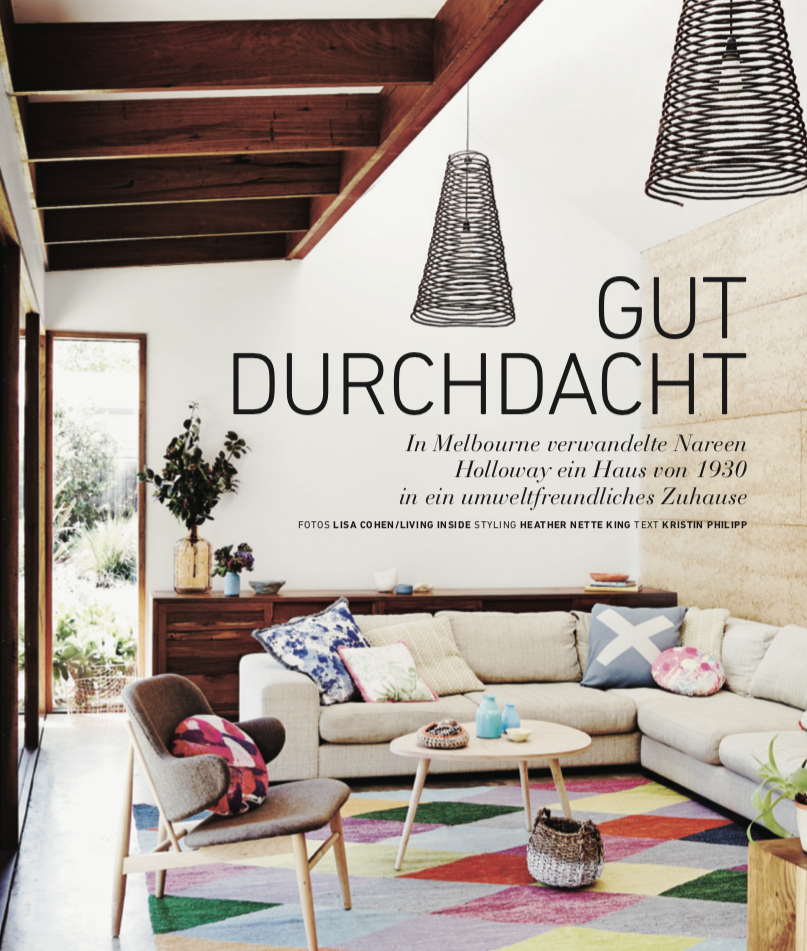 GUT
DURCHDACHT
In Melbourne verwandelte Nareen
Holloway ein Haus von 1930
in ein umweltfreundliches Zuhause
FOTOS LISA COHEN/LIVING INSIDE STYLING HEATHER NETTE KING TEXT KRISTIN PHILIPP